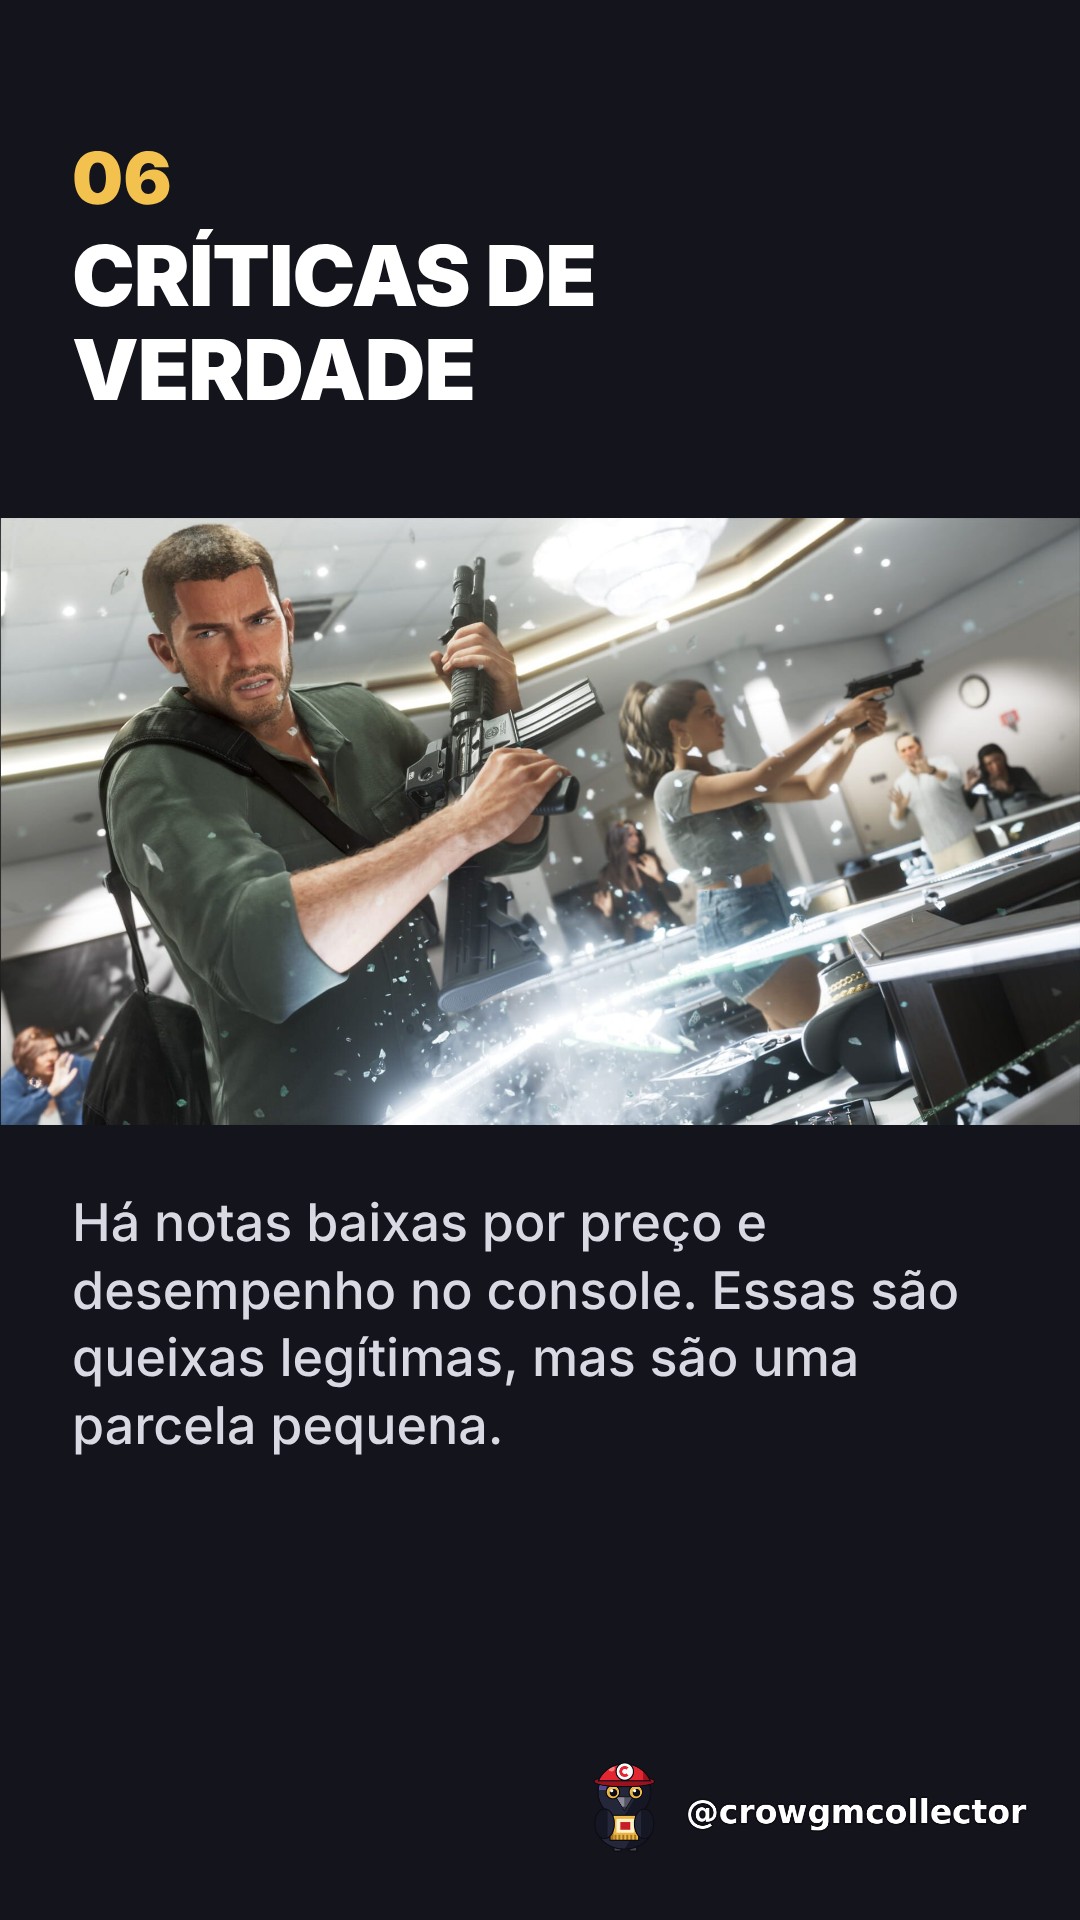 06
CRÍTICAS DE
VERDADE
Há notas baixas por preço e
desempenho no console. Essas são
queixas legítimas, mas são uma
parcela pequena.
@crowgmcollector